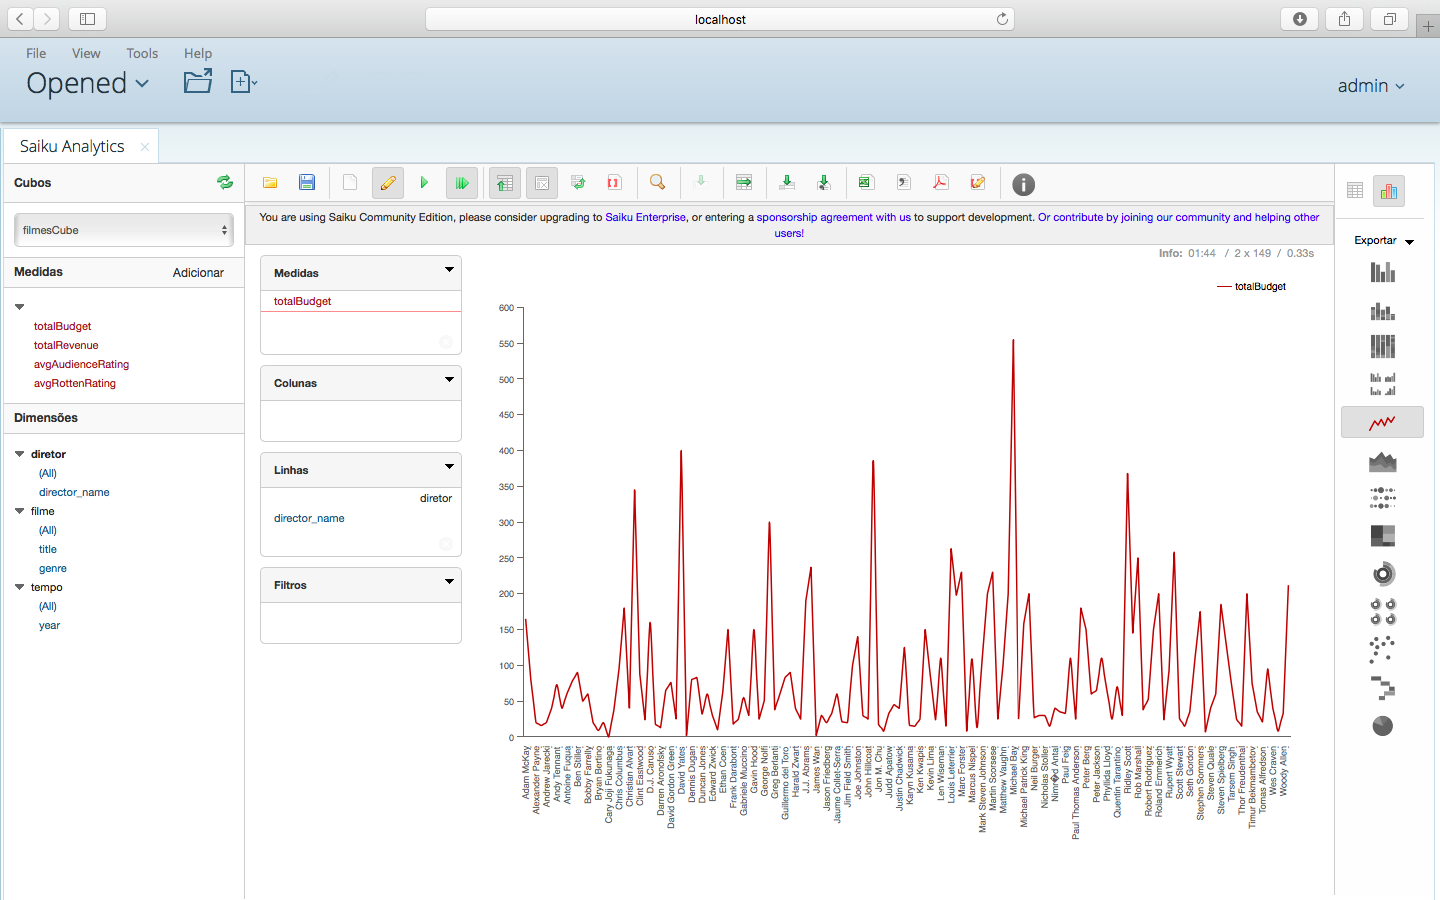 localhost
File View Tools Help
Opened
admin
Saiku Analytics
Cubos
filmesCube
Medidas Adicionar
totalBudget
totalRevenue
avgAudienceRating
avgRottenRating
Dimensões
diretor
(All)
director_name
filme
(All)
title
genre
tempo
(All)
year
You are using Saiku Community Edition, please consider upgrading to Saiku Enterprise, or entering a sponsorship agreement with us to support development. Or contribute by joining our community and helping other
users!
Info: 01:44 / 2 x 149 / 0.33s
Medidas
totalBudget
Colunas
Linhas
diretor
director_name
Filtros
totalBudget
600
550
500
450
400
350
300
250
200
150
100
50
0
Adam McKay
Alexander Payne
Andrew Jarecki
Andy Tennant
Antoine Fuqua
Ben Stiller
Bobby Farrelly
Bryan Bertino
Cary Joji Fukunaga
Chris Columbus
Christian Alvart
Clint Eastwood
D.J. Caruso
Darren Aronofsky
David Gordon Green
David Yates
Dennis Dugan
Duncan Jones
Edward Zwick
Ethan Coen
Frank Darabont
Gabriele Muccino
Gavin Hood
George Nolfi
Greg Berlanti
Guillermo del Toro
Harald Zwart
J.J. Abrams
James Wan
Jason Friedberg
Jaume Collet-Serra
Jim Field Smith
Joe Johnston
John Hillcoat
Jon M. Chu
Judd Apatow
Justin Chadwick
Karyn Kusama
Ken Kwapis
Kevin Lima
Len Wiseman
Louis Leterrier
Marc Forster
Marcus Nispel
Mark Steven Johnson
Martin Scorsese
Matthew Vaughn
Michael Bay
Michael Patrick King
Neil Burger
Nicholas Stoller
Nimr�d Antal
Paul Feig
Paul Thomas Anderson
Peter Berg
Peter Jackson
Phyllida Lloyd
Quentin Tarantino
Ridley Scott
Rob Marshall
Robert Rodriguez
Roland Emmerich
Rupert Wyatt
Scott Stewart
Seth Gordon
Stephen Sommers
Steven Quale
Steven Spielberg
Tarsem Singh
Thor Freudenthal
Timur Bekmambetov
Tomas Alfredson
Wes Craven
Woody Allen
Exportar